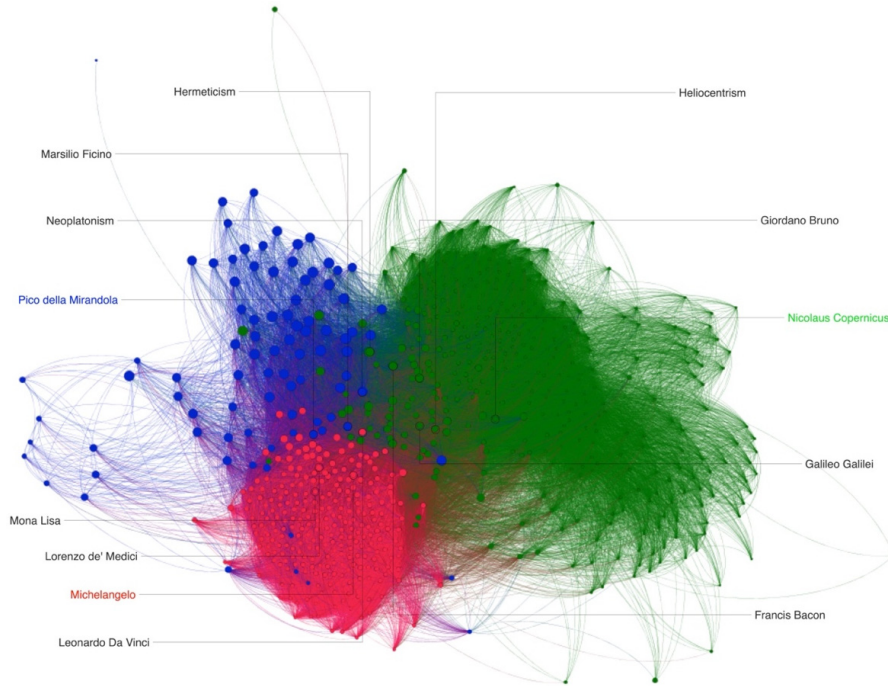 Hermeticism
Heliocentrism
Marsilio Ficino
Neoplatonism
Giordano Bruno
Pico della Mirandola
Nicolaus Copernicus
Galileo Galilei
Mona Lisa
Lorenzo de' Medici
Michelangelo
Francis Bacon
Leonardo Da Vinci